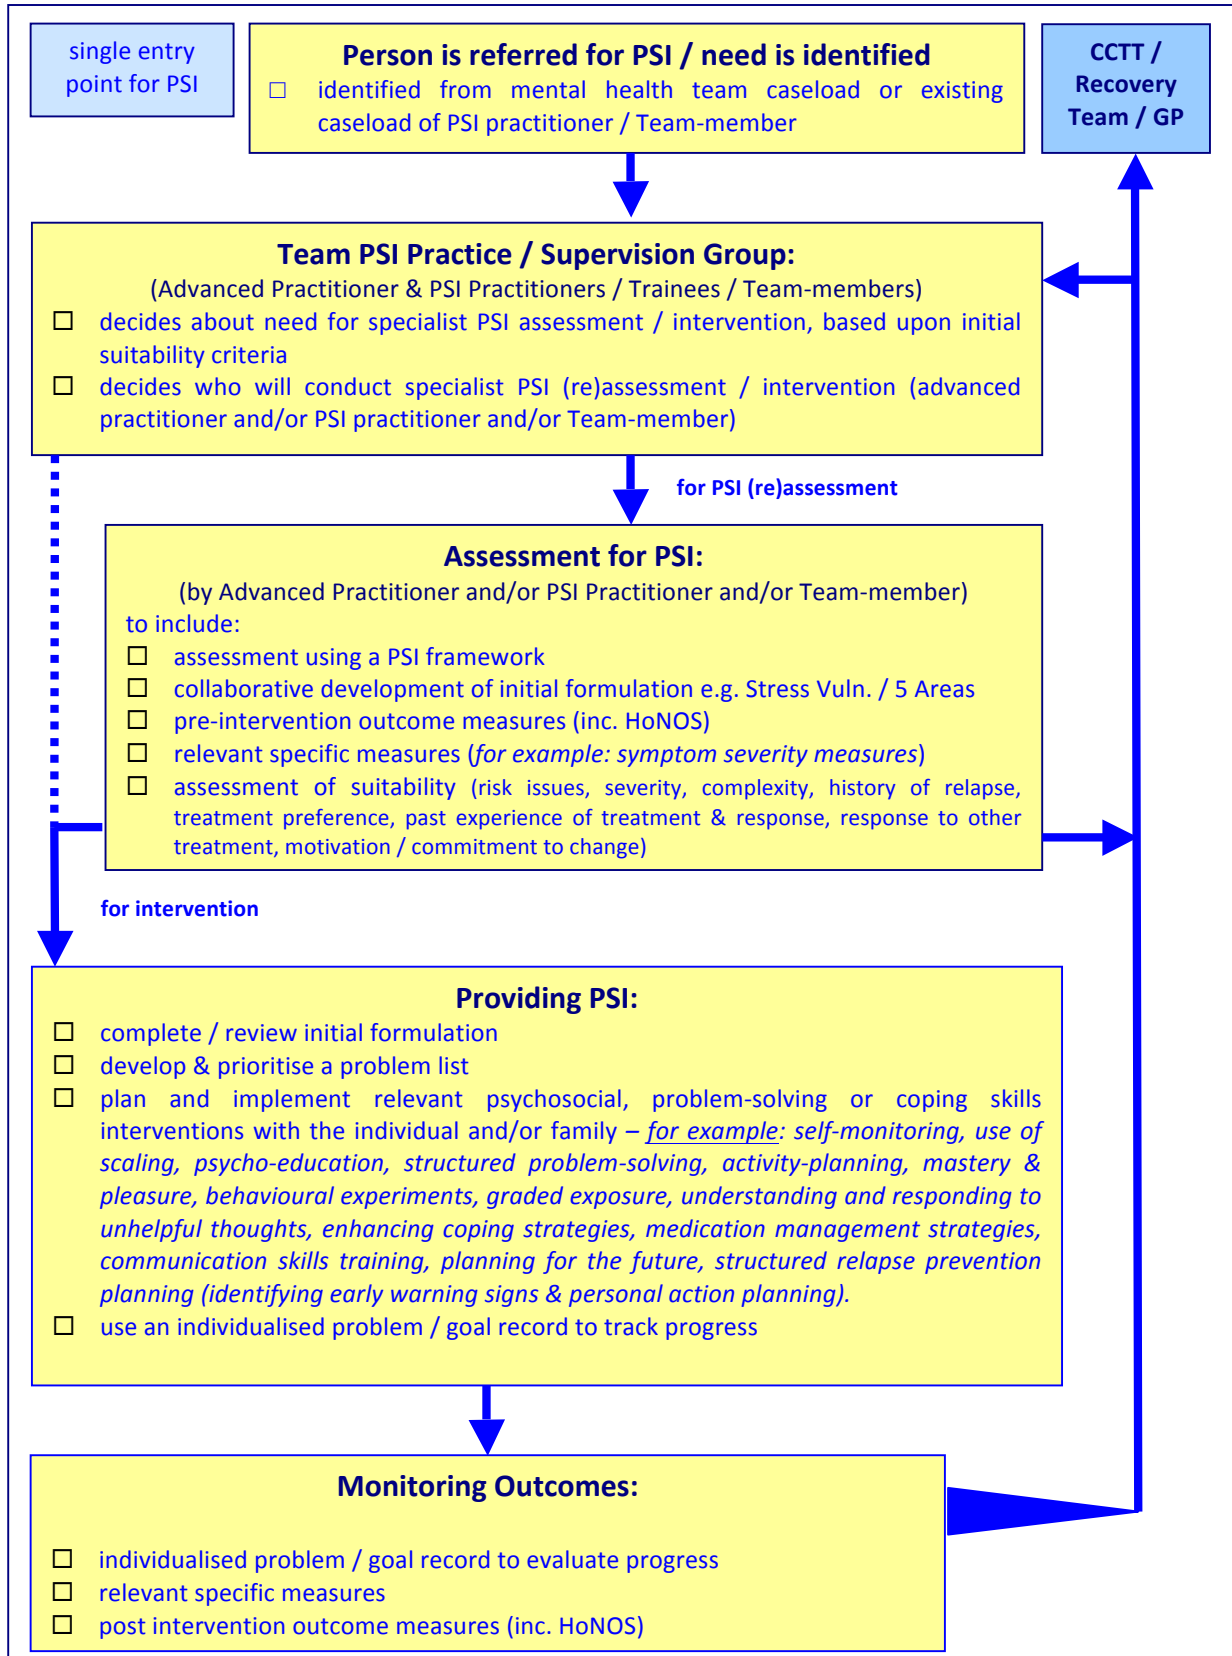 single entry
point for PSI
Person is referred for PSI / need is identified
☐ identified from mental health team caseload or existing
caseload of PSI practitioner / Team-member
CCTT /
Recovery
Team / GP
Team PSI Practice / Supervision Group:
(Advanced Practitioner & PSI Practitioners / Trainees / Team-members)
☐ decides about need for specialist PSI assessment / intervention, based upon initial
suitability criteria
☐ decides who will conduct specialist PSI (re)assessment / intervention (advanced
practitioner and/or PSI practitioner and/or Team-member)
for PSI (re)assessment
Assessment for PSI:
(by Advanced Practitioner and/or PSI Practitioner and/or Team-member)
to include:
☐ assessment using a PSI framework
☐ collaborative development of initial formulation e.g. Stress Vuln. / 5 Areas
☐ pre-intervention outcome measures (inc. HoNOS)
☐ relevant specific measures (for example: symptom severity measures)
☐ assessment of suitability (risk issues, severity, complexity, history of relapse,
treatment preference, past experience of treatment & response, response to other
treatment, motivation / commitment to change)
for intervention
Providing PSI:
☐ complete / review initial formulation
☐ develop & prioritise a problem list
☐ plan and implement relevant psychosocial, problem-solving or coping skills
interventions with the individual and/or family – for example: self-monitoring, use of
scaling, psycho-education, structured problem-solving, activity-planning, mastery &
pleasure, behavioural experiments, graded exposure, understanding and responding to
unhelpful thoughts, enhancing coping strategies, medication management strategies,
communication skills training, planning for the future, structured relapse prevention
planning (identifying early warning signs & personal action planning).
☐ use an individualised problem / goal record to track progress
Monitoring Outcomes:
☐ individualised problem / goal record to evaluate progress
☐ relevant specific measures
☐ post intervention outcome measures (inc. HoNOS)